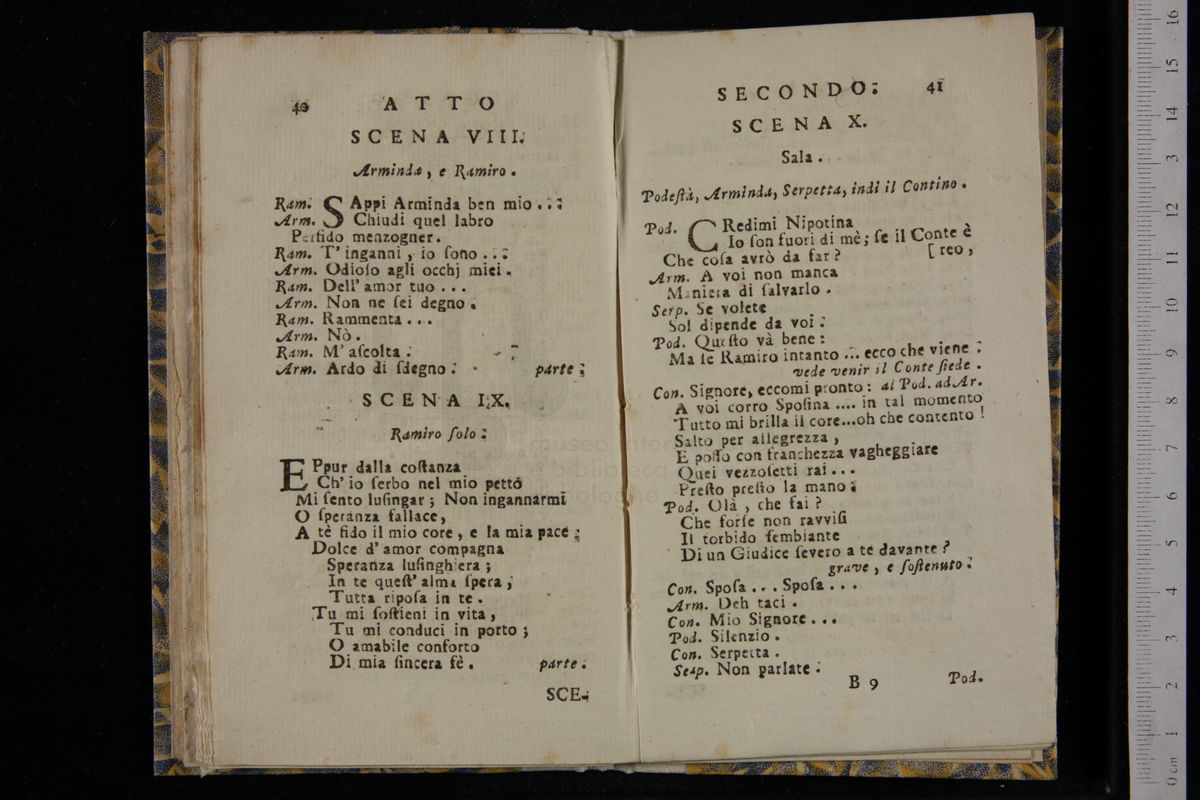 40 ATTO
SCENA VIII.
Arminda, e Ramiro.
Ram. SAppi Arminda ben mio...
Arm. Chiudi quel labro
Perfido menzogner.
Ram. T' inganni, io ſono...
Arm. Odioſo agli occhj miei.
Ram. Dell' amor tuo...
Arm. Non ne ſei degno.
Ram. Rammenta...
Arm. Nò.
Ram. M' aſcolta.
Arm. Ardo di ſdegno. parte.
SCENA IX.
Ramiro ſolo.
EPpur dalla coſtanza
Ch' io ſerbo nel mio petto
Mi ſento luſingar; Non ingannarmi
O ſperanza fallace,
A tè fido il mio core, e la mia pace.
Dolce d' amor compagna
Speranza luſinghiera;
In te queſt' alma ſpera,
Tutta ripoſa in te.
Tu mi ſoſtieni in vita,
Tu mi conduci in porto;
O amabile conforto
Di mia ſincera fè. parte.
SCE-
SECONDO. 41
SCENA X.
Sala.
Podeſtà, Arminda, Serpetta, indi il Contino.
Pod. CRedimi Nipotina
Io ſon fuori di mè; ſe il Conte è
Che coſa avrò da far? [reo,
Arm. A voi non manca
Maniera di ſalvarlo.
Serp. Se volete
Sol dipende da voi.
Pod. Queſto và bene:
Ma ſe Ramiro intanto ... ecco che viene.
vede venir il Conte ſiede.
Con. Signore, eccomi pronto: al Pod. ad Ar.
A voi corro Spoſina .... in tal momento
Tutto mi brilla il core...oh che contento!
Salto per allegrezza,
E poſſo con franchezza vagheggiare
Quei vezzoſetti rai...
Preſto preſto la mano.
Pod. Olà, che fai?
Che forſe non ravviſi
Il torbido ſembiante
Di un Giudice ſevero a te davante?
grave, e ſoſtenuto.
Con. Spoſa... Spoſa...
Arm. Deh taci.
Con. Mio Signore...
Pod. Silenzio.
Con. Serpetta.
Serp. Non parlate.
B 9 Pod.